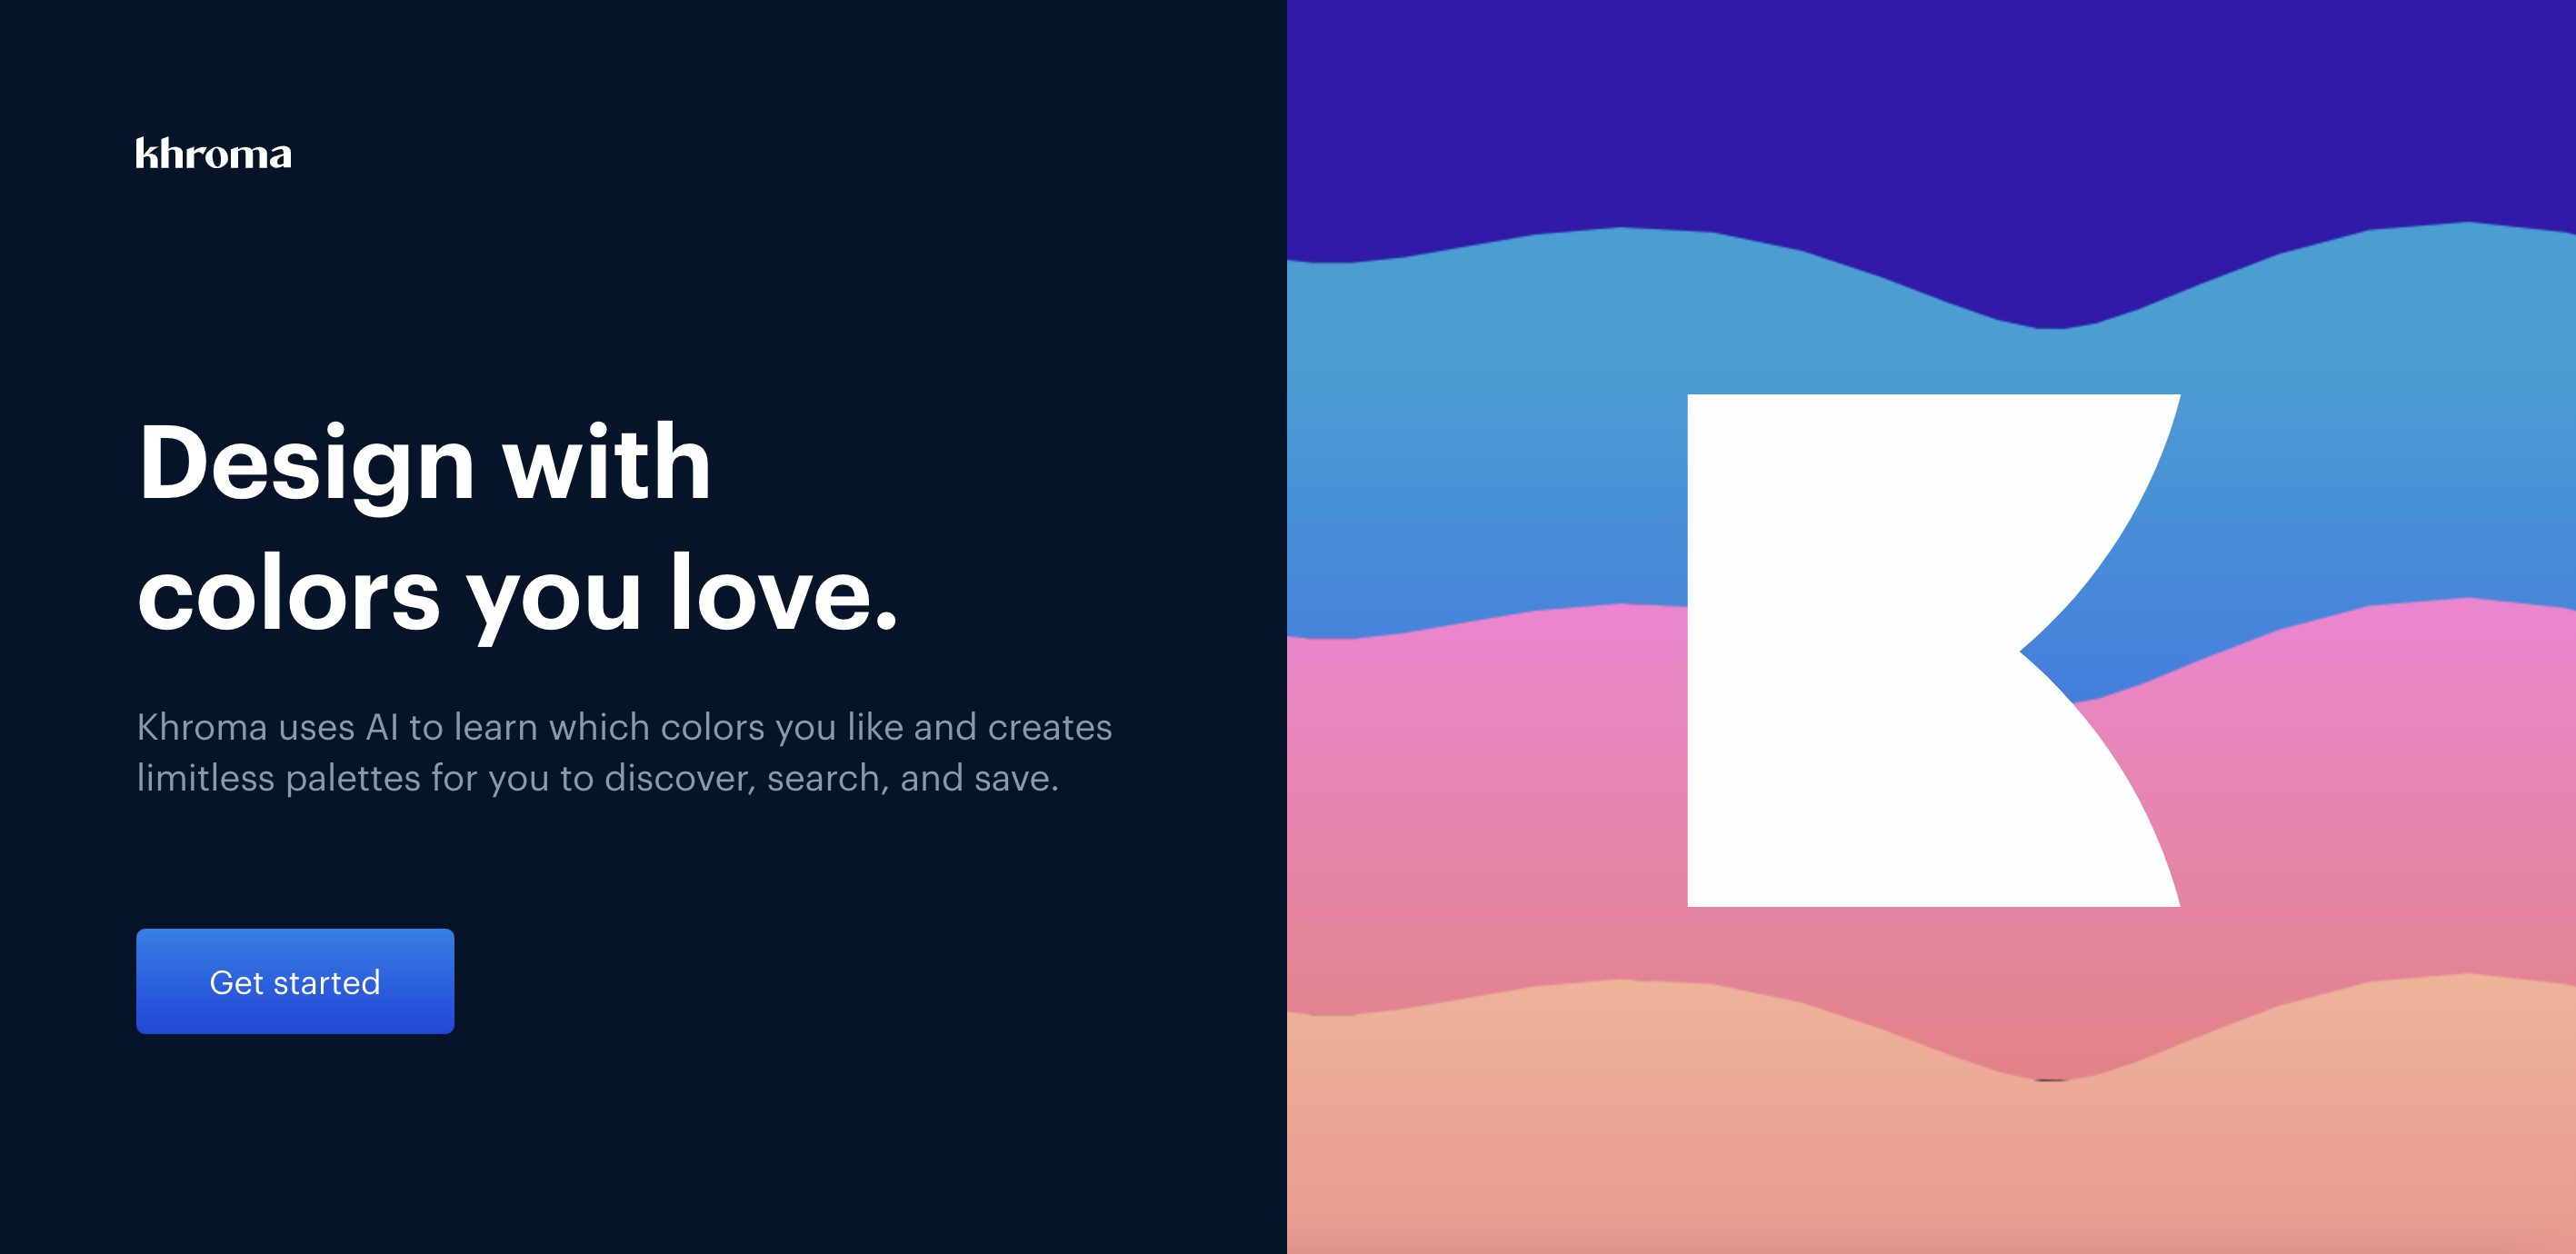 khroma
Design with
colors you love.
Khroma uses AI to learn which colors you like and creates
limitless palettes for you to discover, search, and save.
Get started
K